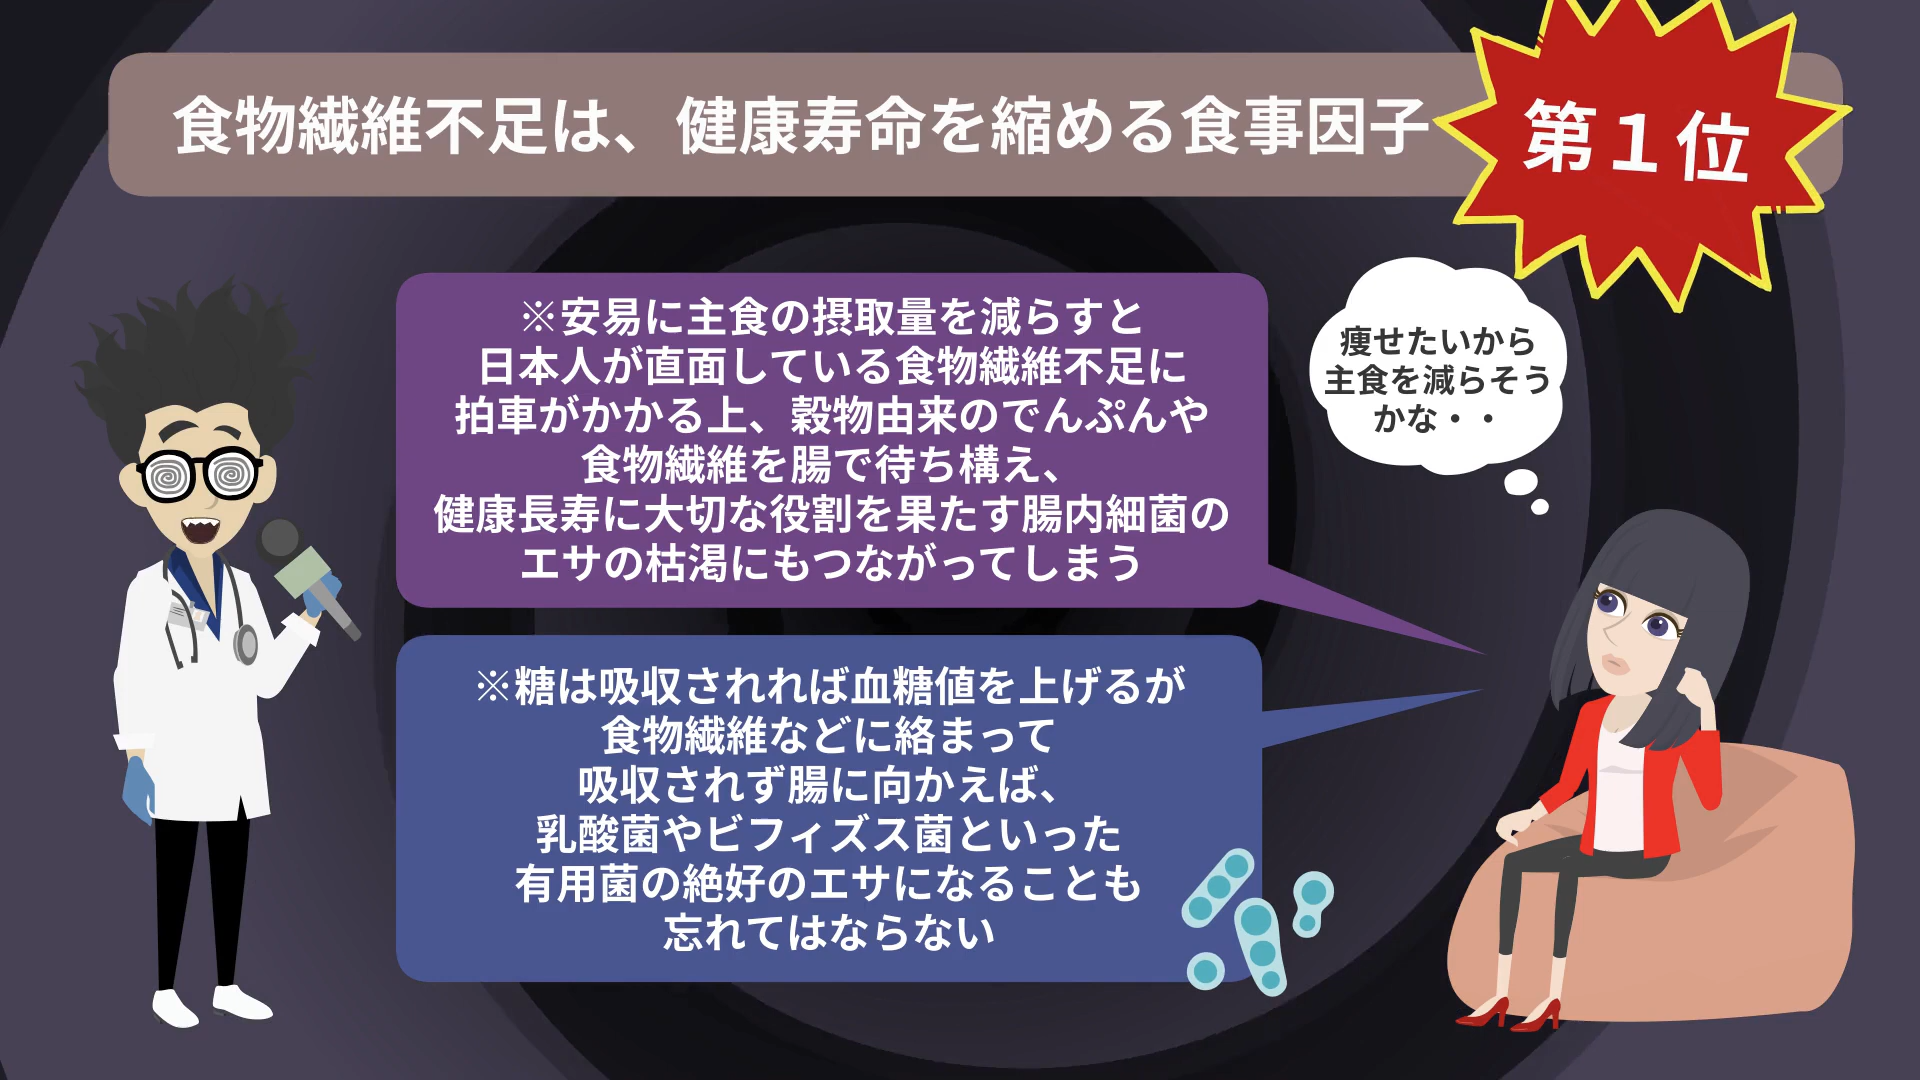 食物繊維不足は、健康寿命を縮める食事因子
第１位
※安易に主食の摂取量を減らすと
日本人が直面している食物繊維不足に
拍車がかかる上、穀物由来のでんぷんや
食物繊維を腸で待ち構え、
健康長寿に大切な役割を果たす腸内細菌の
エサの枯渇にもつながってしまう
痩せたいから
主食を減らそう
かな・・
※糖は吸収されれば血糖値を上げるが
食物繊維などに絡まって
吸収されず腸に向かえば、
乳酸菌やビフィズス菌といった
有用菌の絶好のエサになることも
忘れてはならない